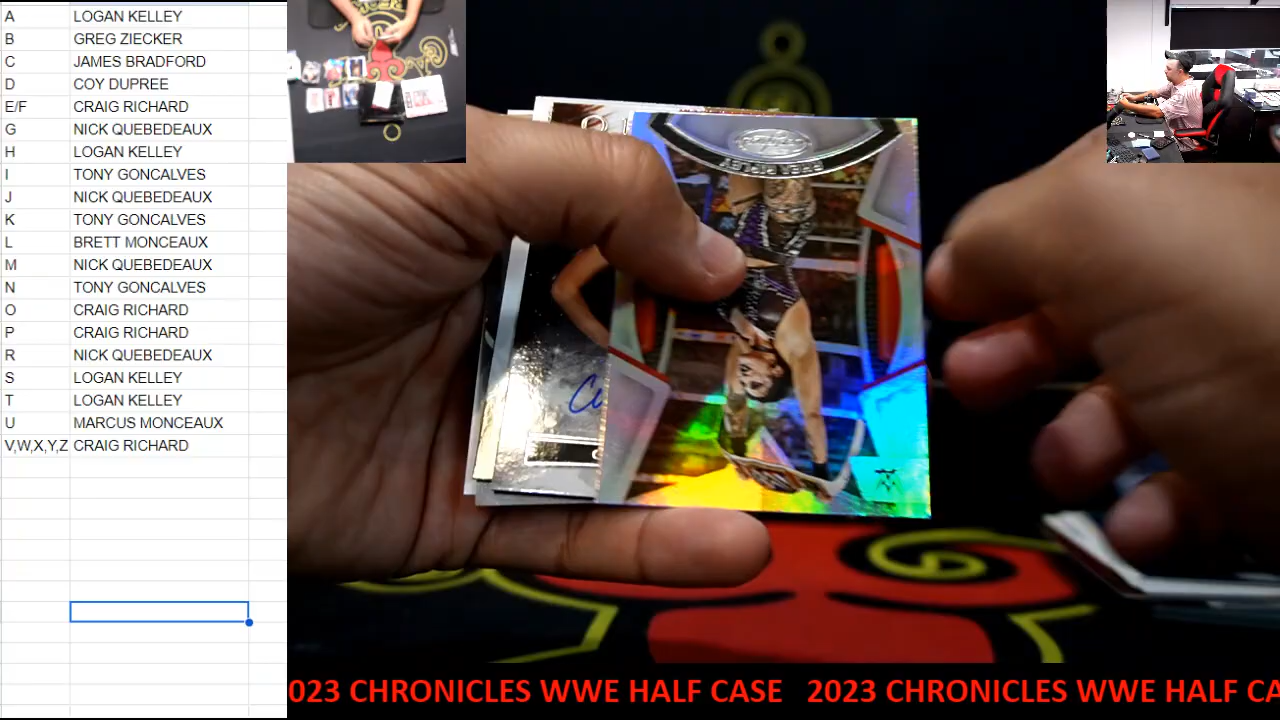 A LOGAN KELLEY
B GREG ZIECKER
C JAMES BRADFORD
D COY DUPREE
E/F CRAIG RICHARD
G NICK QUEBEDEAUX
H LOGAN KELLEY
I TONY GONCALVES
J NICK QUEBEDEAUX
K TONY GONCALVES
L BRETT MONCEAUX
M NICK QUEBEDEAUX
N TONY GONCALVES
O CRAIG RICHARD
P CRAIG RICHARD
R NICK QUEBEDEAUX
S LOGAN KELLEY
T LOGAN KELLEY
U MARCUS MONCEAUX
V,W,X,Y,Z CRAIG RICHARD
023 CHRONICLES WWE HALF CASE 2023 CHRONICLES WWE HALF CA